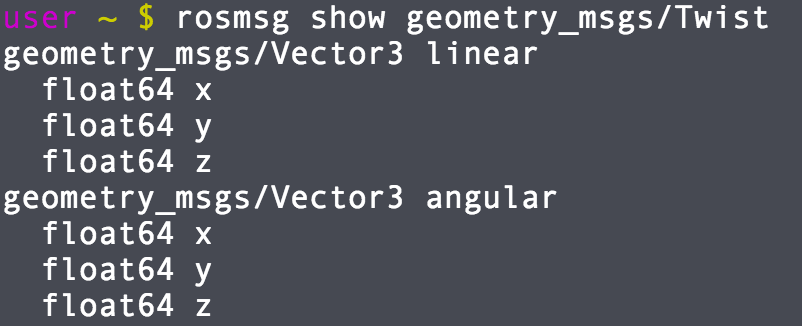 user ~ $ rosmsg show geometry_msgs/Twist
geometry_msgs/Vector3 linear
  float64 x
  float64 y
  float64 z
geometry_msgs/Vector3 angular
  float64 x
  float64 y
  float64 z